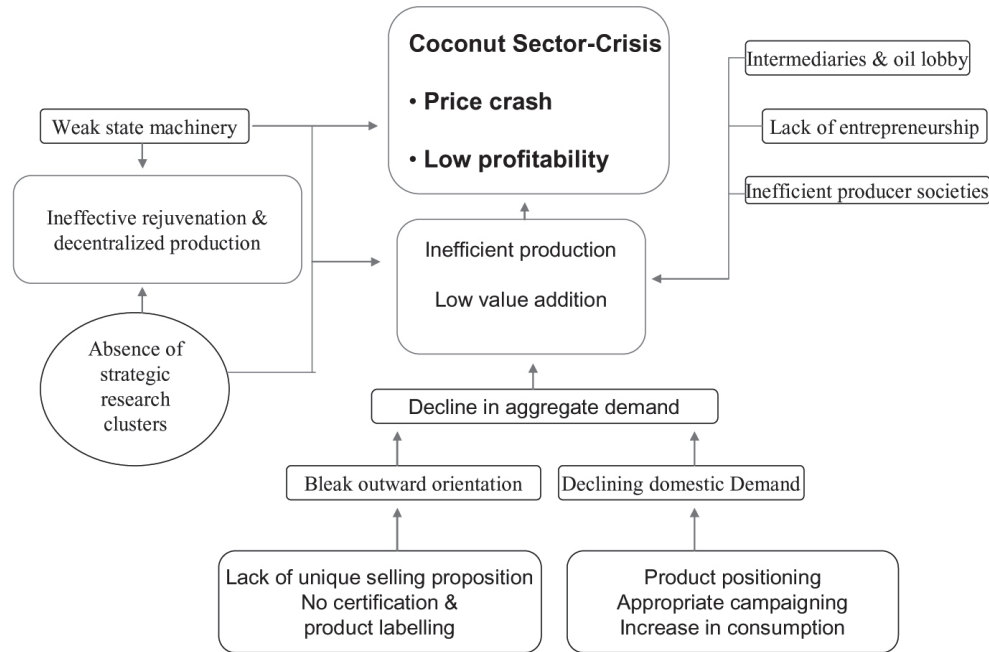 Coconut Sector-Crisis
• Price crash
• Low profitability
Intermediaries & oil lobby
Lack of entrepreneurship
Inefficient producer societies
Weak state machinery
Ineffective rejuvenation &
decentralized production
Inefficient production
Low value addition
Absence of
strategic
research
clusters
Decline in aggregate demand
Bleak outward orientation
Declining domestic Demand
Lack of unique selling proposition
No certification &
product labelling
Product positioning
Appropriate campaigning
Increase in consumption